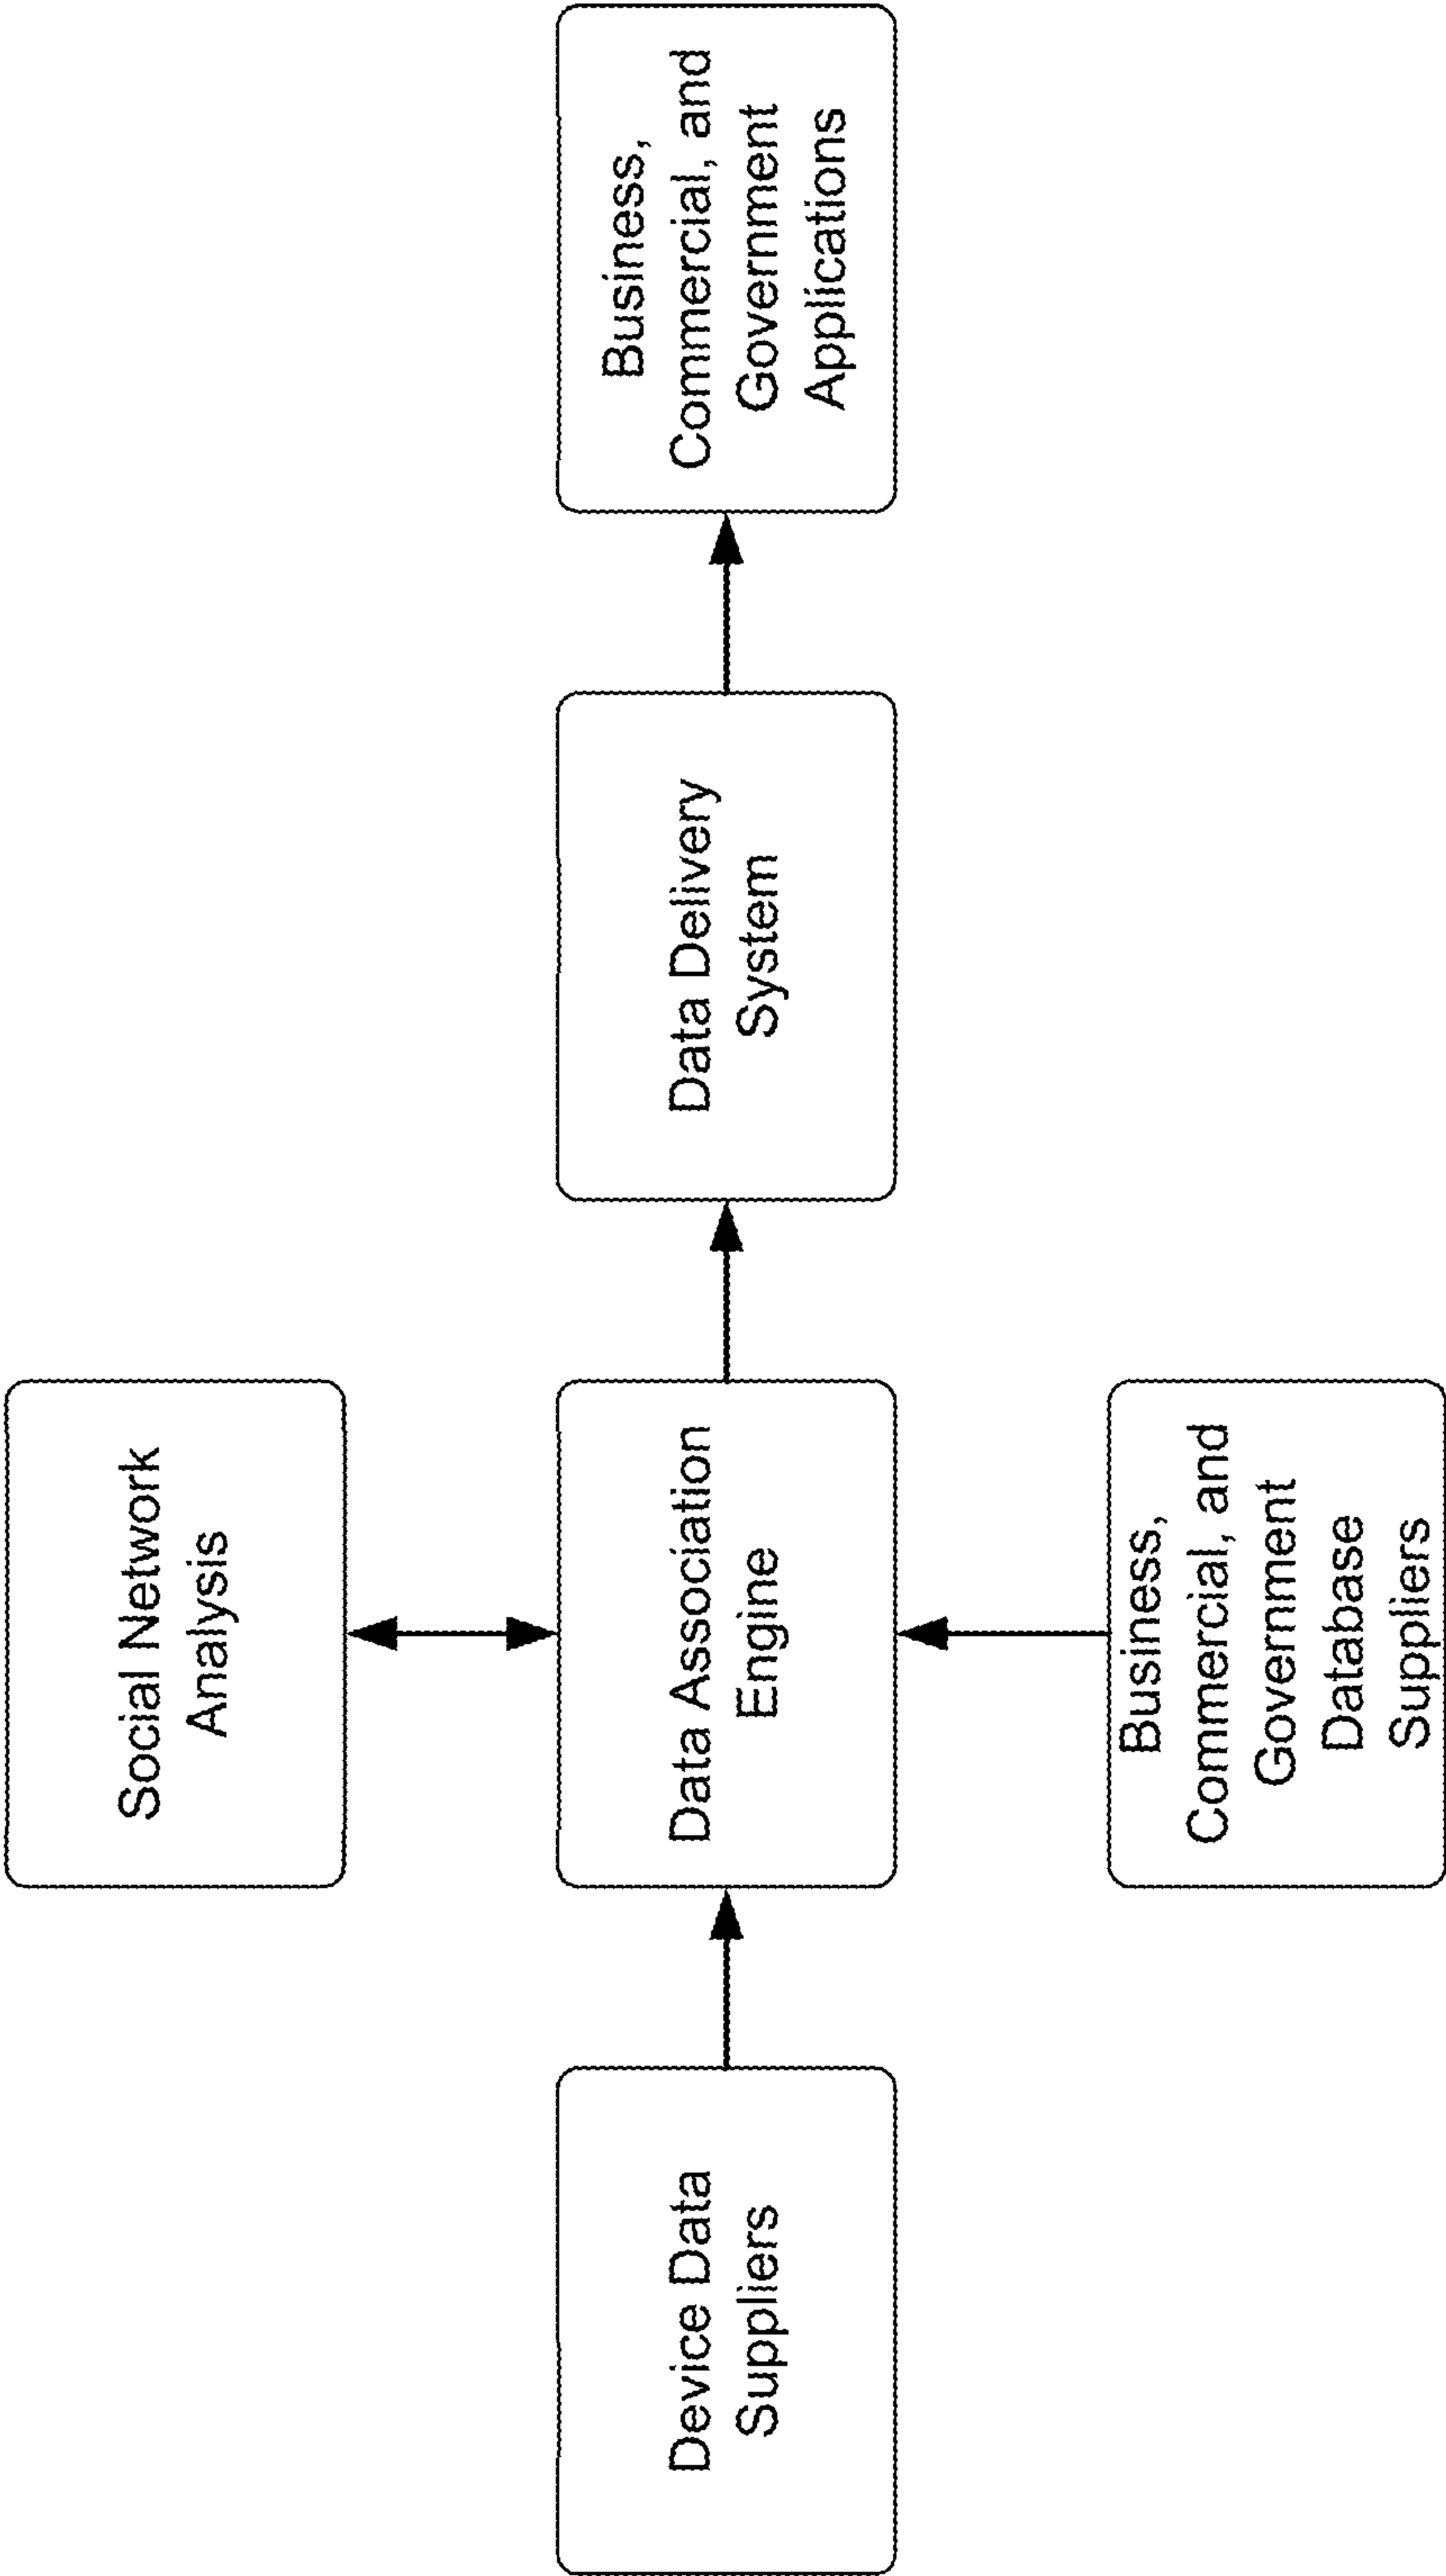 Social Network
Analysis
Device Data
Suppliers
Data Association
Engine
Data Delivery
System
Business,
Commercial, and
Government
Applications
Business,
Commercial, and
Government
Database
Suppliers